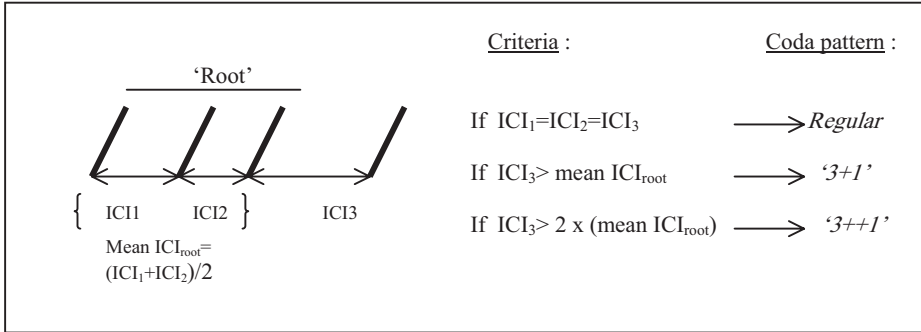 Criteria :
Coda pattern :
‘Root’
If ICI1=ICI2=ICI3
Regular
If ICI3> mean ICIroot
‘3+1’
If ICI3> 2 x (mean ICIroot)
‘3++1’
{ ICI1 ICI2 } ICI3
Mean ICIroot=
(ICI1+ICI2)/2